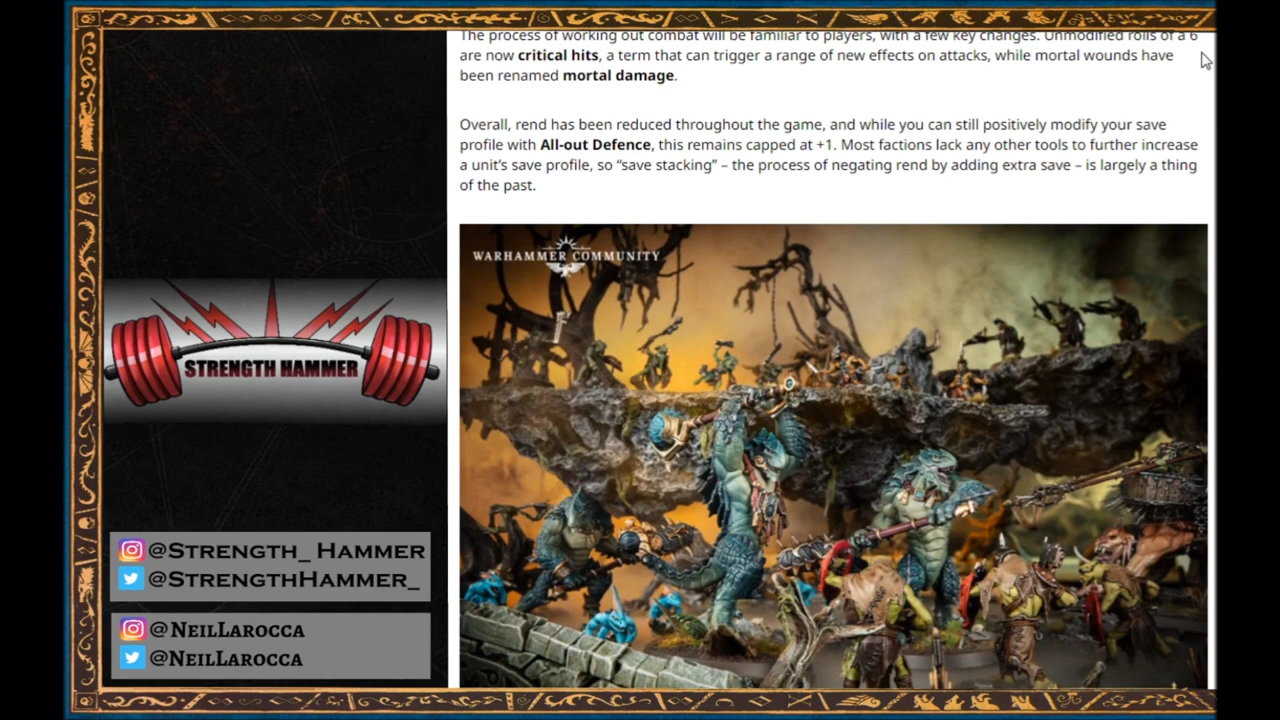 The process of working out combat will be familiar to players, with a few key changes. Unmodified rolls of a 6
are now critical hits, a term that can trigger a range of new effects on attacks, while mortal wounds have
been renamed mortal damage.
Overall, rend has been reduced throughout the game, and while you can still positively modify your save
profile with All-out Defence, this remains capped at +1. Most factions lack any other tools to further increase
a unit’s save profile, so “save stacking” – the process of negating rend by adding extra save – is largely a thing
of the past.
WARHAMMER COMMUNITY
STRENGTH HAMMER
@STRENGTH_ HAMMER
@STRENGTHHAMMER_
@NEILLAROCCA
@NEILLAROCCA